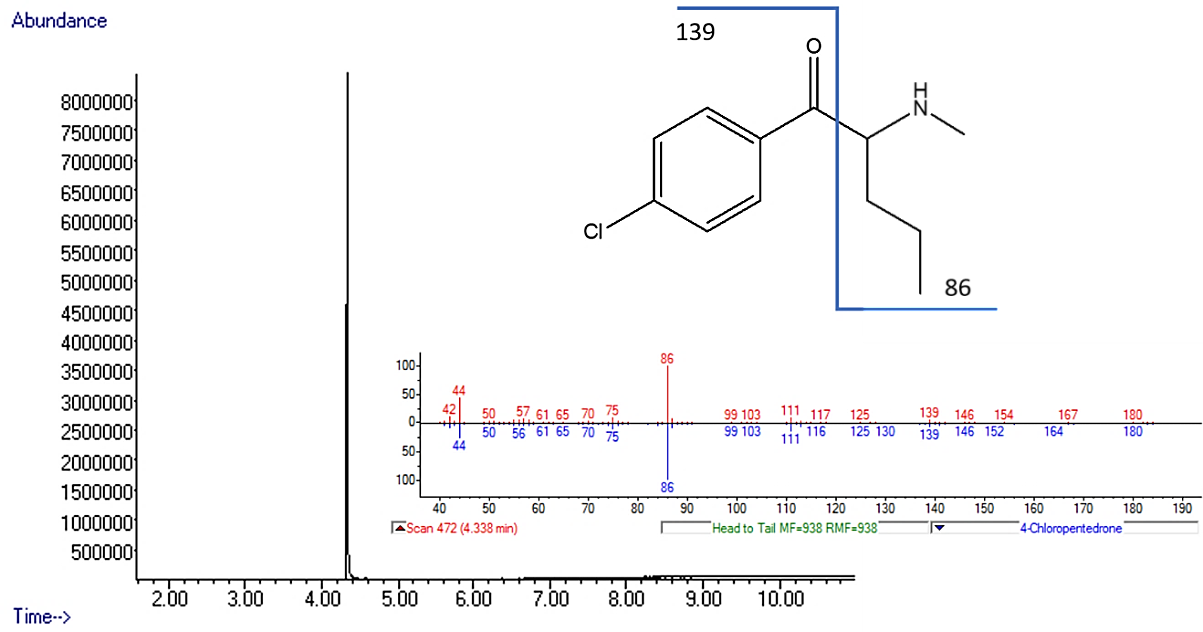 Abundance
139
O
H
N
Cl
86
8000000
7500000
7000000
6500000
6000000
5500000
5000000
4500000
4000000
3500000
3000000
2500000
2000000
1500000
1000000
500000
2.00 3.00 4.00 5.00 6.00 7.00 8.00 9.00 10.00
Time-->
100
50
0
50
100
42 44 50 57 61 65 70 75 86 99 103 111 117 125 139 146 154 167 180
44 50 56 61 65 70 75 86 99 103 111 116 125 130 139 146 152 164 180
40 50 60 70 80 90 100 110 120 130 140 150 160 170 180 190
Scan 472 (4.338 min) Head to Tail MF=938 RMF=938 4-Chloropentedrone